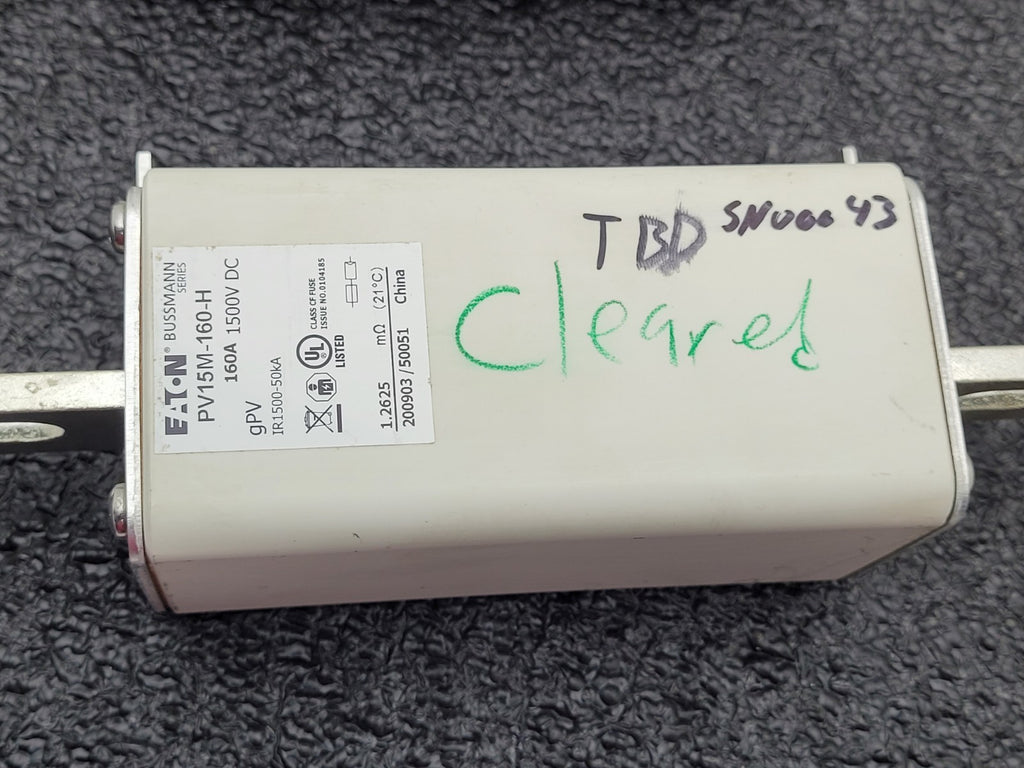 EATON® BUSSMANN
SERIES
PV15M-160-H
160A 1500V DC
gPV
IR1500-50kA
UL
LISTED
CLASS CF FUSE
ISSUE NO.0104185
1.2625 mΩ (21°C)
200903 / 50051 China
TBD SN00043
Cleared